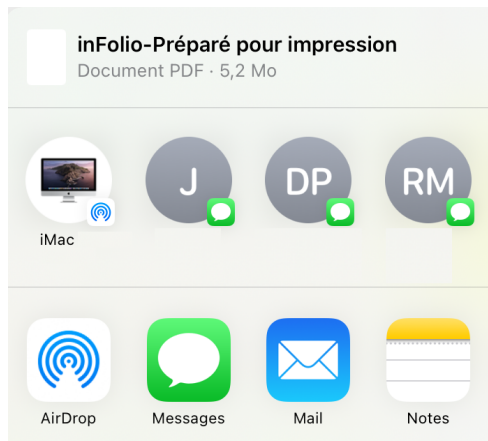 inFolio-Préparé pour impression
Document PDF · 5,2 Mo
J
DP
RM
iMac
AirDrop
Messages
Mail
Notes